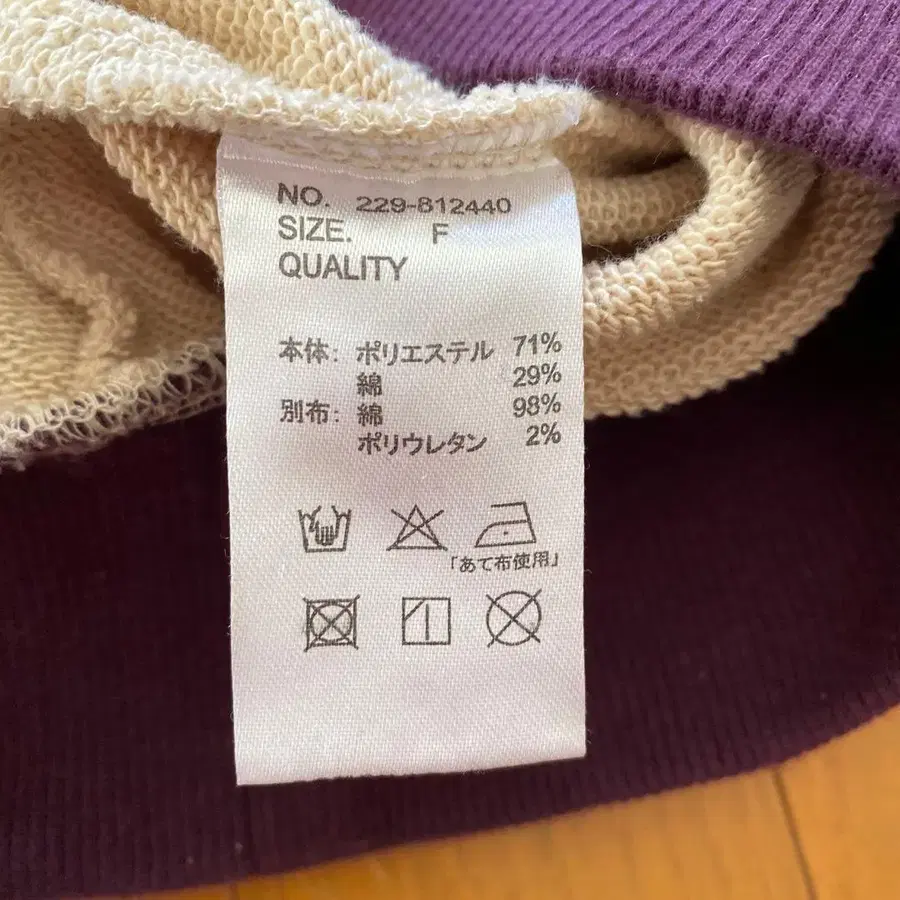 NO. 229-812440
SIZE. F
QUALITY
本体: ポリエステル 71%
綿 29%
別布: 綿 98%
ポリウレタン 2%
「あて布使用」